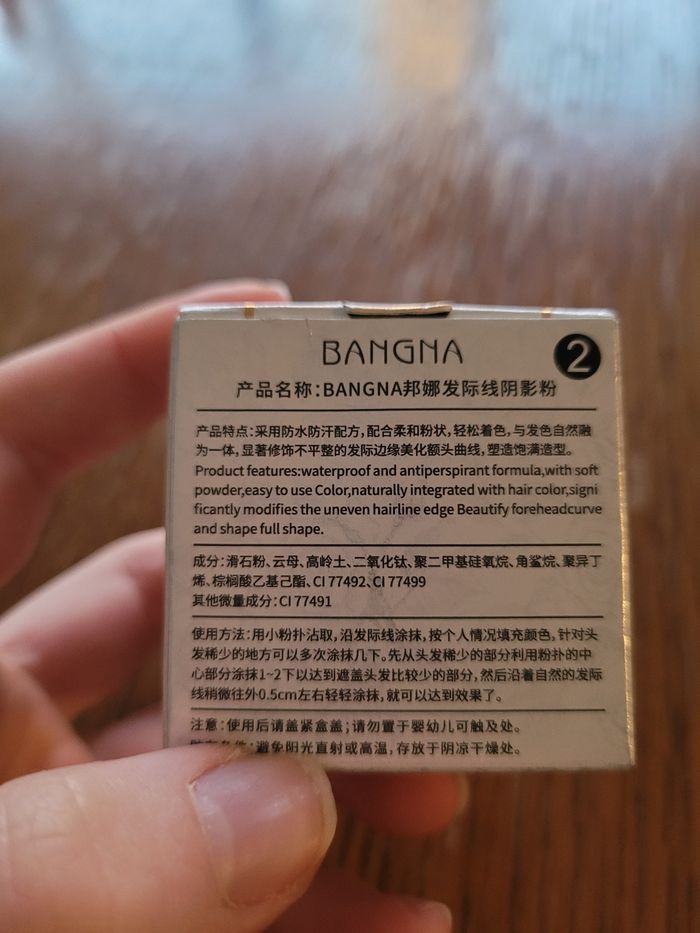 BANGNA
2
产品名称:BANGNA邦娜发际线阴影粉
产品特点:采用防水防汗配方,配合柔和粉状,轻松着色,与发色自然融
为一体,显著修饰不平整的发际边缘美化额头曲线,塑造饱满造型。
Product features:waterproof and antiperspirant formula,with soft
powder,easy to use Color,naturally integrated with hair color,signi
ficantly modifies the uneven hairline edge Beautify foreheadcurve
and shape full shape.
成分:滑石粉、云母、高岭土、二氧化钛、聚二甲基硅氧烷、角鲨烷、聚异丁
烯、棕榈酸乙基己酯、CI 77492、CI 77499
其他微量成分:CI 77491
使用方法:用小粉扑沾取,沿发际线涂抹,按个人情况填充颜色,针对头
发稀少的地方可以多次涂抹几下。先从头发稀少的部分利用粉扑的中
心部分涂抹1~2下以达到遮盖头发比较少的部分,然后沿着自然的发际
线稍微往外0.5cm左右轻轻涂抹,就可以达到效果了。
注意:使用后请盖紧盒盖;请勿置于婴幼儿可触及处。
避免阳光直射或高温,存放于阴凉干燥处。